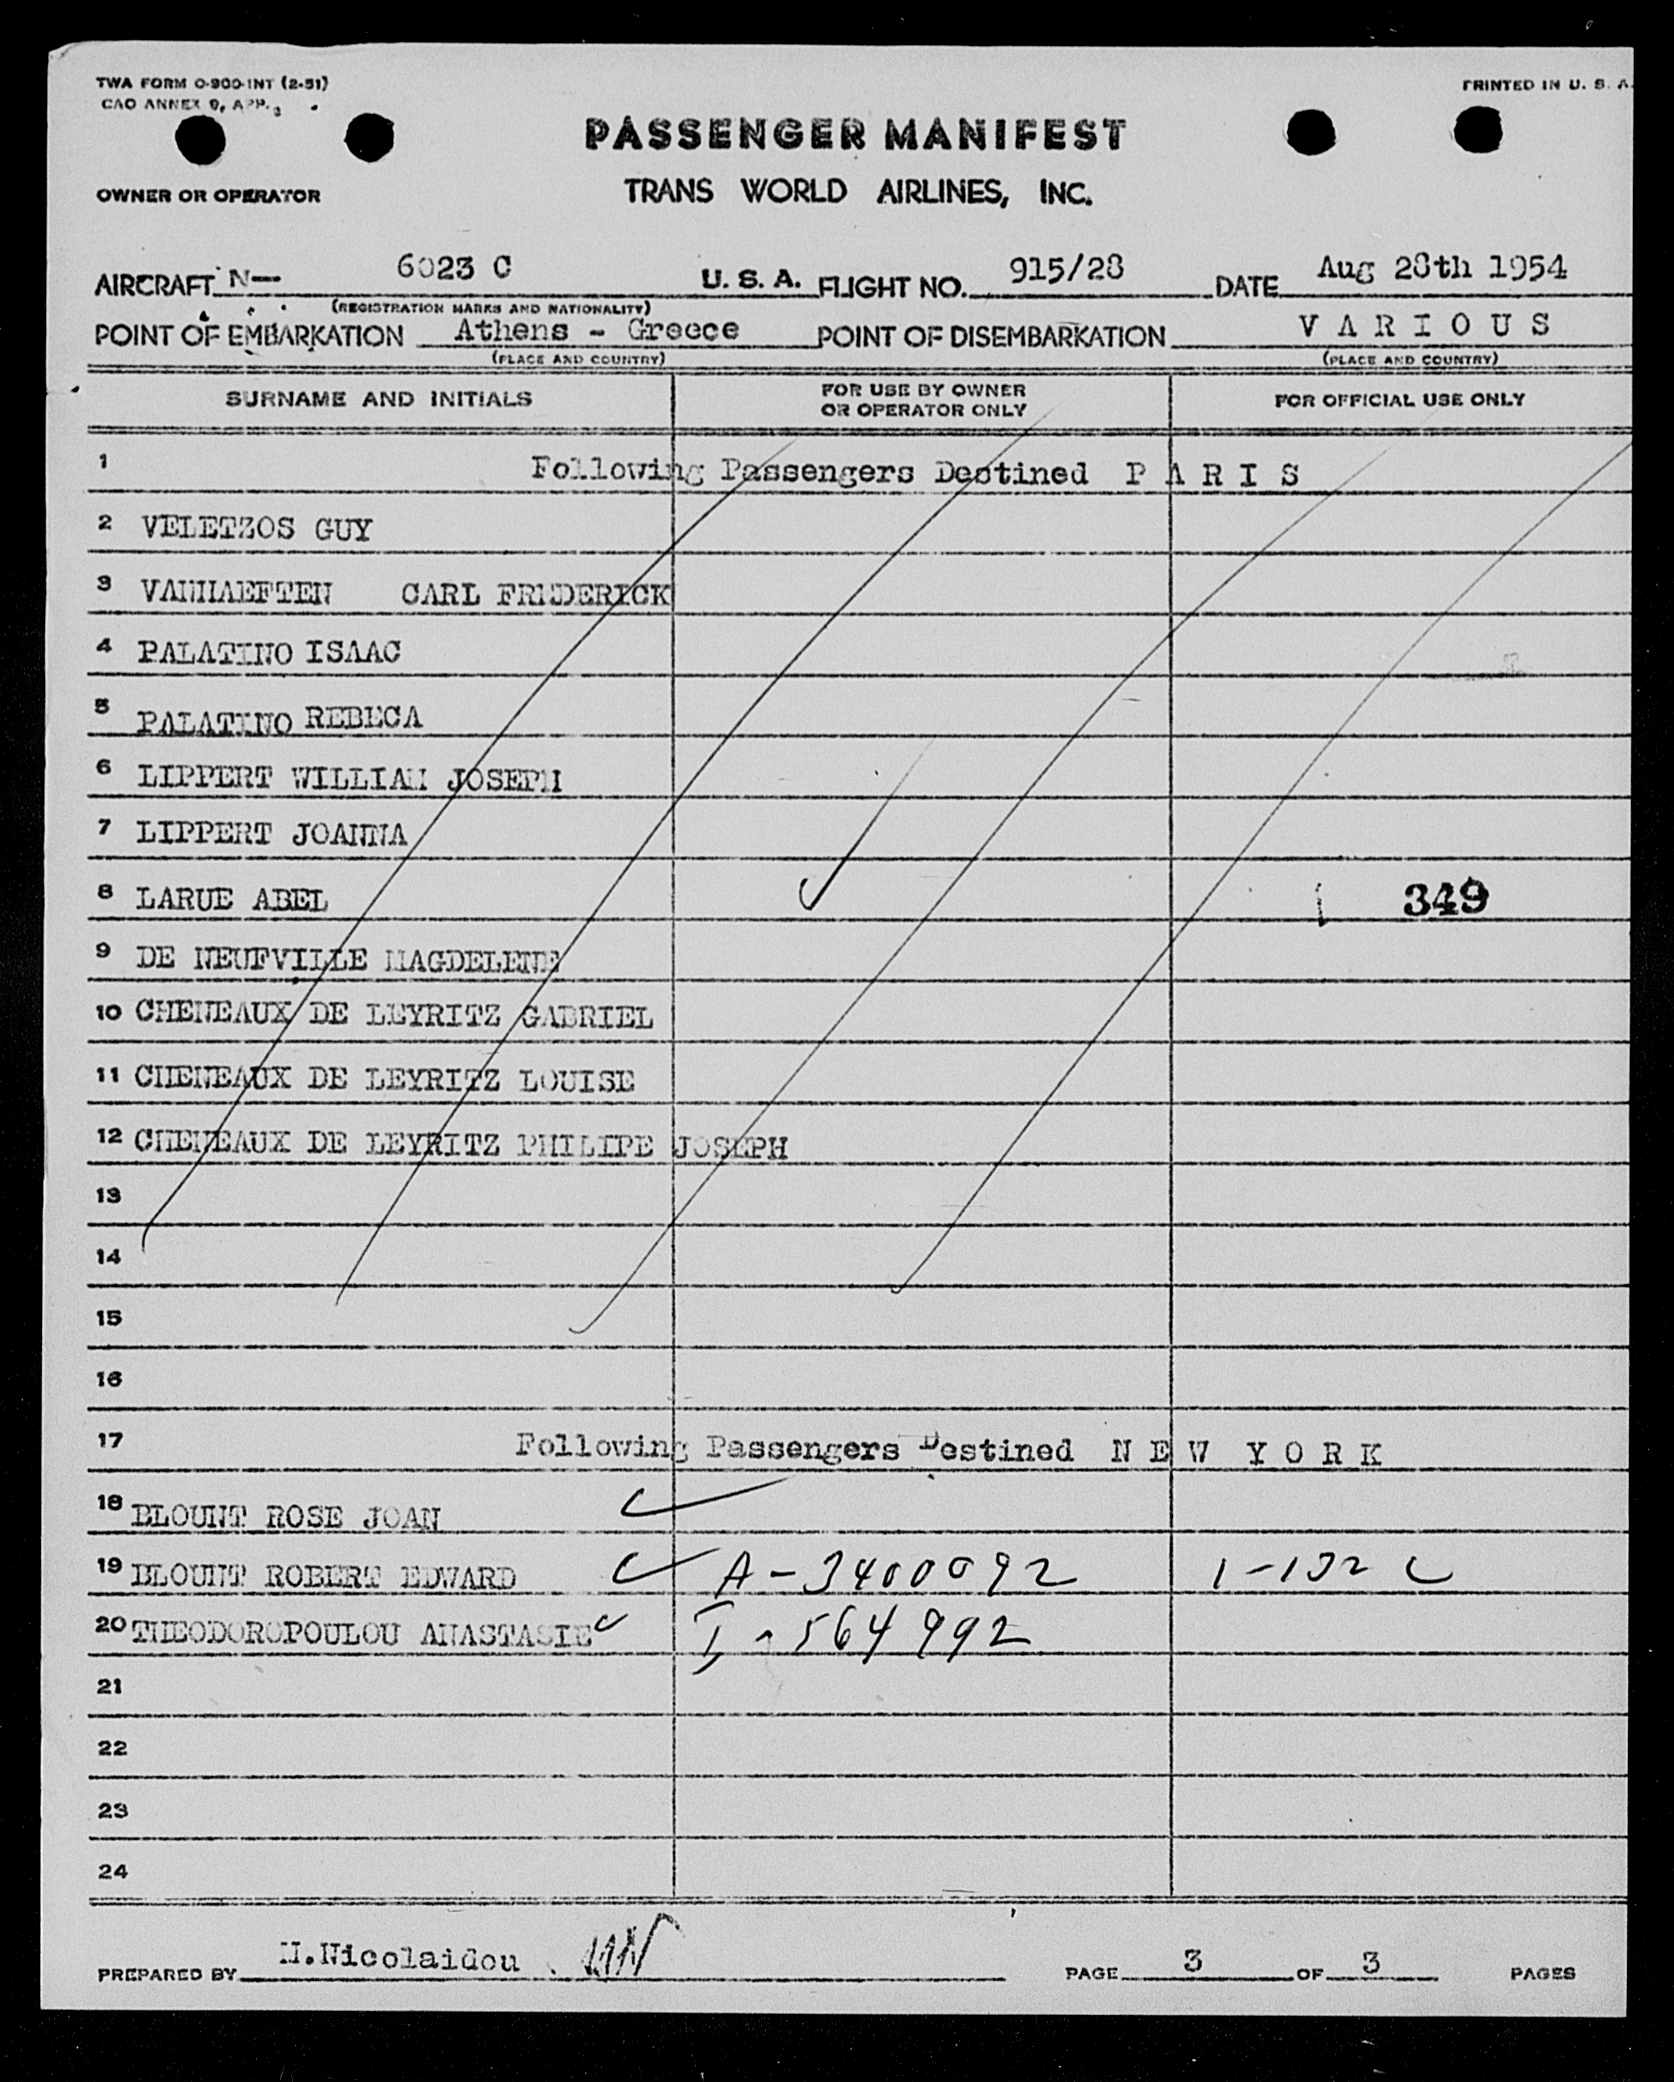 TWA FORM O-900-INT (2-51)
CAO ANNEX 9, APP. 3
PRINTED IN U. S. A.
PASSENGER MANIFEST
OWNER OR OPERATOR
TRANS WORLD AIRLINES, INC.
AIRCRAFT N— 6023 C U. S. A. FLIGHT NO. 915/28 DATE Aug 28th 1954
(REGISTRATION MARKS AND NATIONALITY)
POINT OF EMBARKATION Athens - Greece POINT OF DISEMBARKATION V A R I O U S
(PLACE AND COUNTRY) (PLACE AND COUNTRY)
SURNAME AND INITIALS FOR USE BY OWNER OR OPERATOR ONLY FOR OFFICIAL USE ONLY
1 Following Passengers Destined P A R I S
2 VELETZOS GUY
3 VANHAEFTEN CARL FREDERICK
4 PALATINO ISAAC
5 PALATINO REBECA
6 LIPPERT WILLIAM JOSEPH
7 LIPPERT JOANNA
8 LARUE ABEL 349
9 DE NEUFVILLE MAGDELENE
10 CHENEAUX DE LEYRITZ GABRIEL
11 CHENEAUX DE LEYRITZ LOUISE
12 CHENEAUX DE LEYRITZ PHILIPE JOSEPH
13
14
15
16
17 Following Passengers Destined N E W Y O R K
18 BLOUNT ROSE JOAN
19 BLOUNT ROBERT EDWARD A-3400092 1-132
20 THEODOROPOULOU ANASTASIE I-564992
21
22
23
24
PREPARED BY M.Nicolaidou PAGE 3 OF 3 PAGES